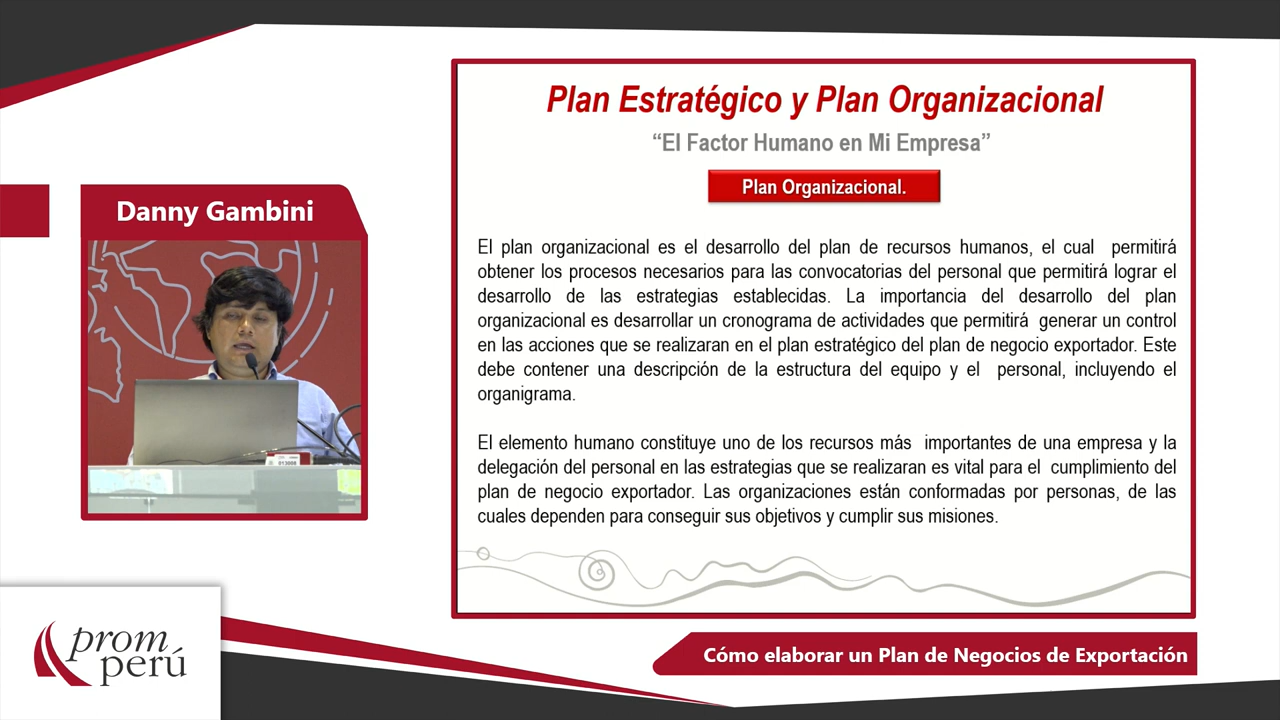 Plan Estratégico y Plan Organizacional
“El Factor Humano en Mi Empresa”
Plan Organizacional.
Danny Gambini
El plan organizacional es el desarrollo del plan de recursos humanos, el cual permitirá
obtener los procesos necesarios para las convocatorias del personal que permitirá lograr el
desarrollo de las estrategias establecidas. La importancia del desarrollo del plan
organizacional es desarrollar un cronograma de actividades que permitirá generar un control
en las acciones que se realizaran en el plan estratégico del plan de negocio exportador. Este
debe contener una descripción de la estructura del equipo y el personal, incluyendo el
organigrama.
El elemento humano constituye uno de los recursos más importantes de una empresa y la
delegación del personal en las estrategias que se realizaran es vital para el cumplimiento del
plan de negocio exportador. Las organizaciones están conformadas por personas, de las
cuales dependen para conseguir sus objetivos y cumplir sus misiones.
prom
perú
Cómo elaborar un Plan de Negocios de Exportación